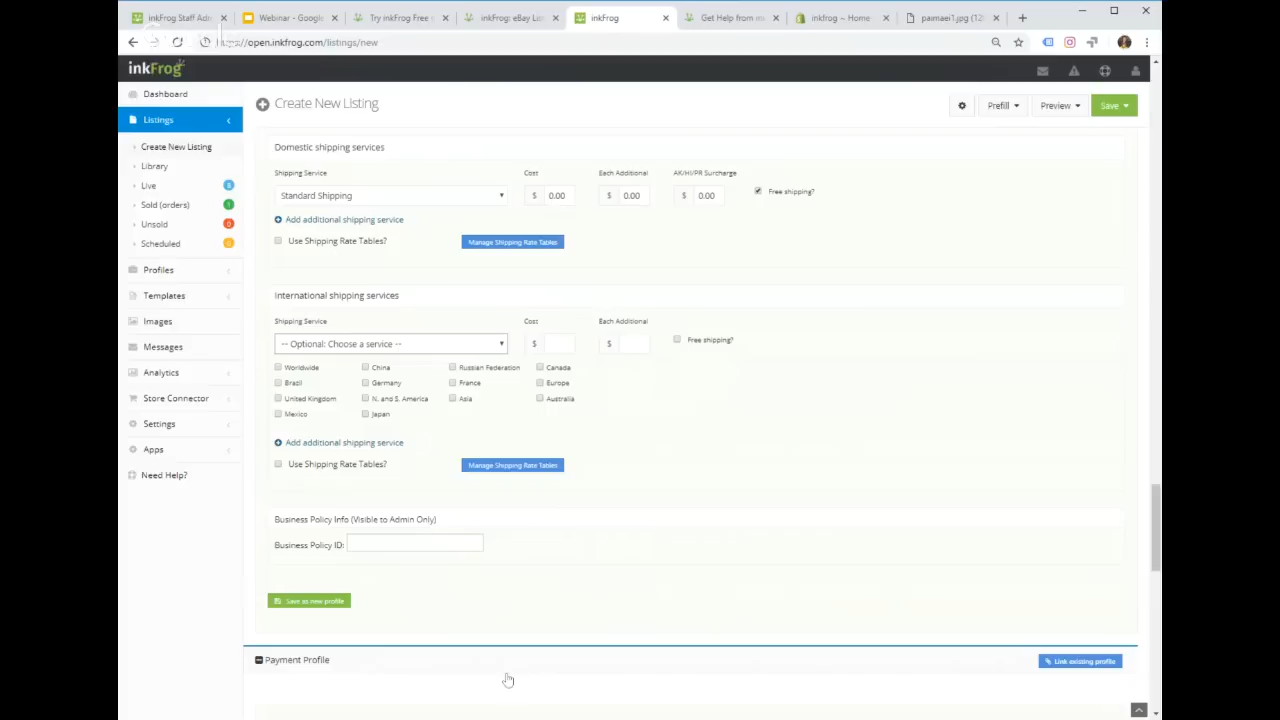 inkFrog Staff Adm
Webinar - Google
Try inkFrog Free
inkFrog: eBay Lis
inkFrog
Get Help from m
inkfrog ~ Home
https://open.inkfrog.com/listings/new
inkFrog
Dashboard
Listings
Create New Listing
Library
Live
Sold (orders)
1
Unsold
Scheduled
Profiles
Templates
Images
Messages
Analytics
Store Connector
Settings
Apps
Need Help?
Create New Listing
Prefill
Preview
Save
Domestic shipping services
Shipping Service
Cost
Each Additional
AK/HI/PR Surcharge
Standard Shipping
$ 0.00
$ 0.00
$ 0.00
Free shipping?
Add additional shipping service
Use Shipping Rate Tables?
Manage Shipping Rate Tables
International shipping services
Shipping Service
Cost
Each Additional
-- Optional: Choose a service --
$
$
Free shipping?
Worldwide
China
Russian Federation
Canada
Brazil
Germany
France
Europe
United Kingdom
N. and S. America
Asia
Australia
Mexico
Japan
Add additional shipping service
Use Shipping Rate Tables?
Manage Shipping Rate Tables
Business Policy Info (Visible to Admin Only)
Business Policy ID:
Save as new profile
Payment Profile
Link existing profile